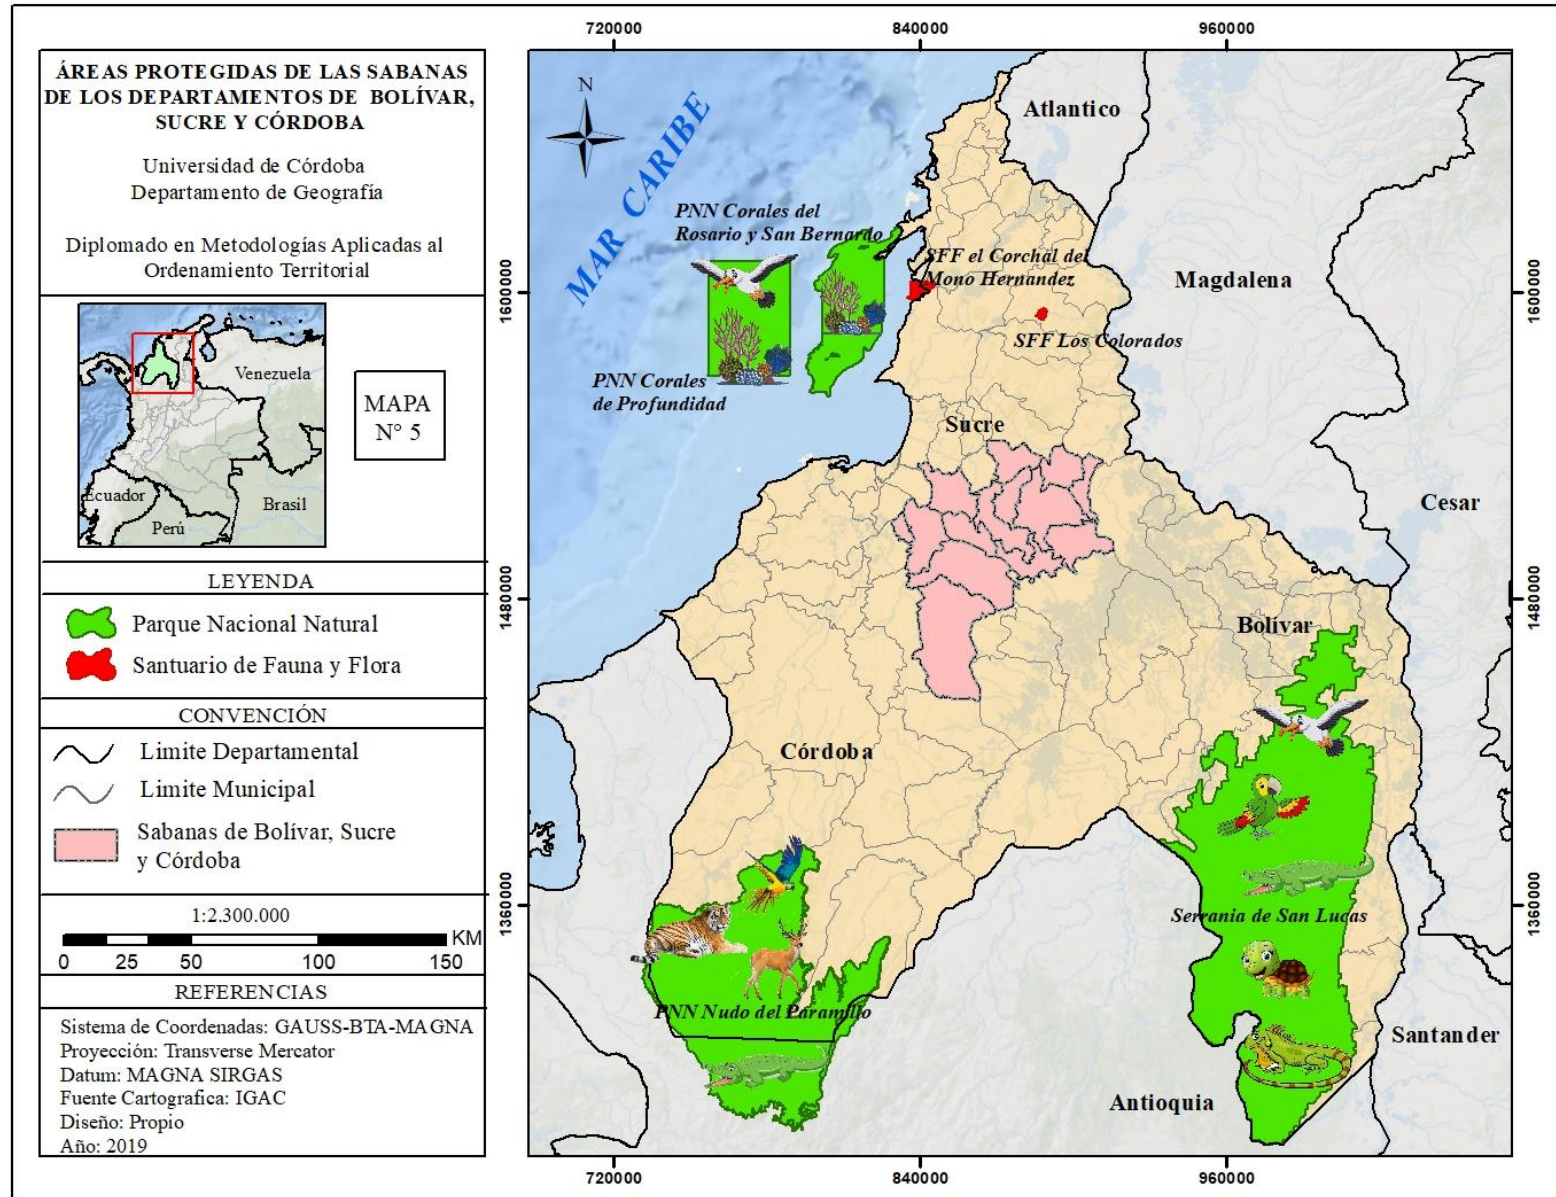 ÁREAS PROTEGIDAS DE LAS SABANAS
DE LOS DEPARTAMENTOS DE BOLÍVAR,
SUCRE Y CÓRDOBA
Universidad de Córdoba
Departamento de Geografía
Diplomado en Metodologías Aplicadas al
Ordenamiento Territorial
Venezuela
Ecuador
Brasil
Perú
MAPA
N° 5
LEYENDA
Parque Nacional Natural
Santuario de Fauna y Flora
CONVENCIÓN
Limite Departamental
Limite Municipal
Sabanas de Bolívar, Sucre
y Córdoba
1:2.300.000
KM
0 25 50 100 150
REFERENCIAS
Sistema de Coordenadas: GAUSS-BTA-MAGNA
Proyección: Transverse Mercator
Datum: MAGNA SIRGAS
Fuente Cartografica: IGAC
Diseño: Propio
Año: 2019
720000 840000 960000
N
MAR CARIBE
Atlantico
PNN Corales del
Rosario y San Bernardo
SFF el Corchal del
Mono Hernandez
Magdalena
1600000 1600000
SFF Los Colorados
PNN Corales
de Profundidad
Sucre
Cesar
1480000 1480000
Bolívar
Córdoba
1360000 1360000
Serrania de San Lucas
PNN Nudo del Paramillo
Santander
Antioquia
720000 840000 960000